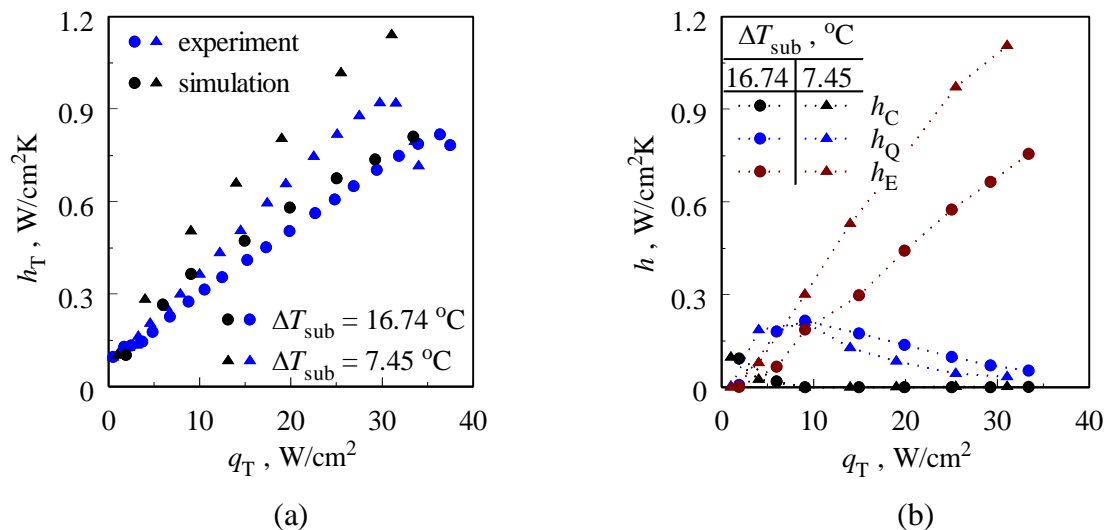 1.2
0.9
0.6
0.3
0
h_T , W/cm²K
experiment
simulation
ΔT_sub = 16.74 °C
ΔT_sub = 7.45 °C
0 10 20 30 40
q_T , W/cm²
(a)
1.2
0.9
0.6
0.3
0
h, W/cm²K
ΔT_sub , °C
16.74 7.45
h_C
h_Q
h_E
0 10 20 30 40
q_T , W/cm²
(b)